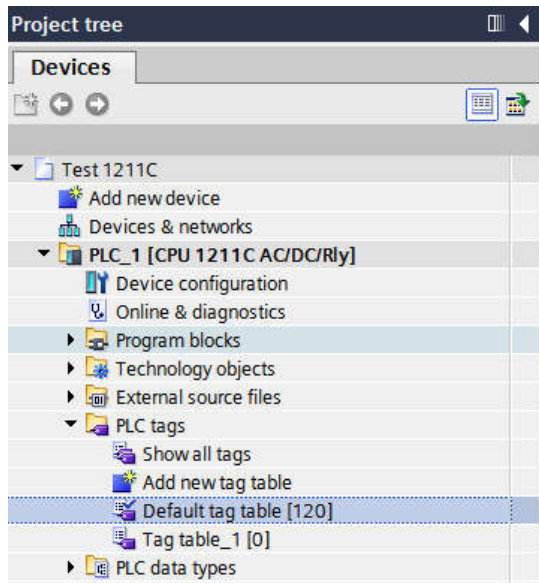 Project tree
Devices
Test 1211C
Add new device
Devices & networks
PLC_1 [CPU 1211C AC/DC/Rly]
Device configuration
Online & diagnostics
Program blocks
Technology objects
External source files
PLC tags
Show all tags
Add new tag table
Default tag table [120]
Tag table_1 [0]
PLC data types